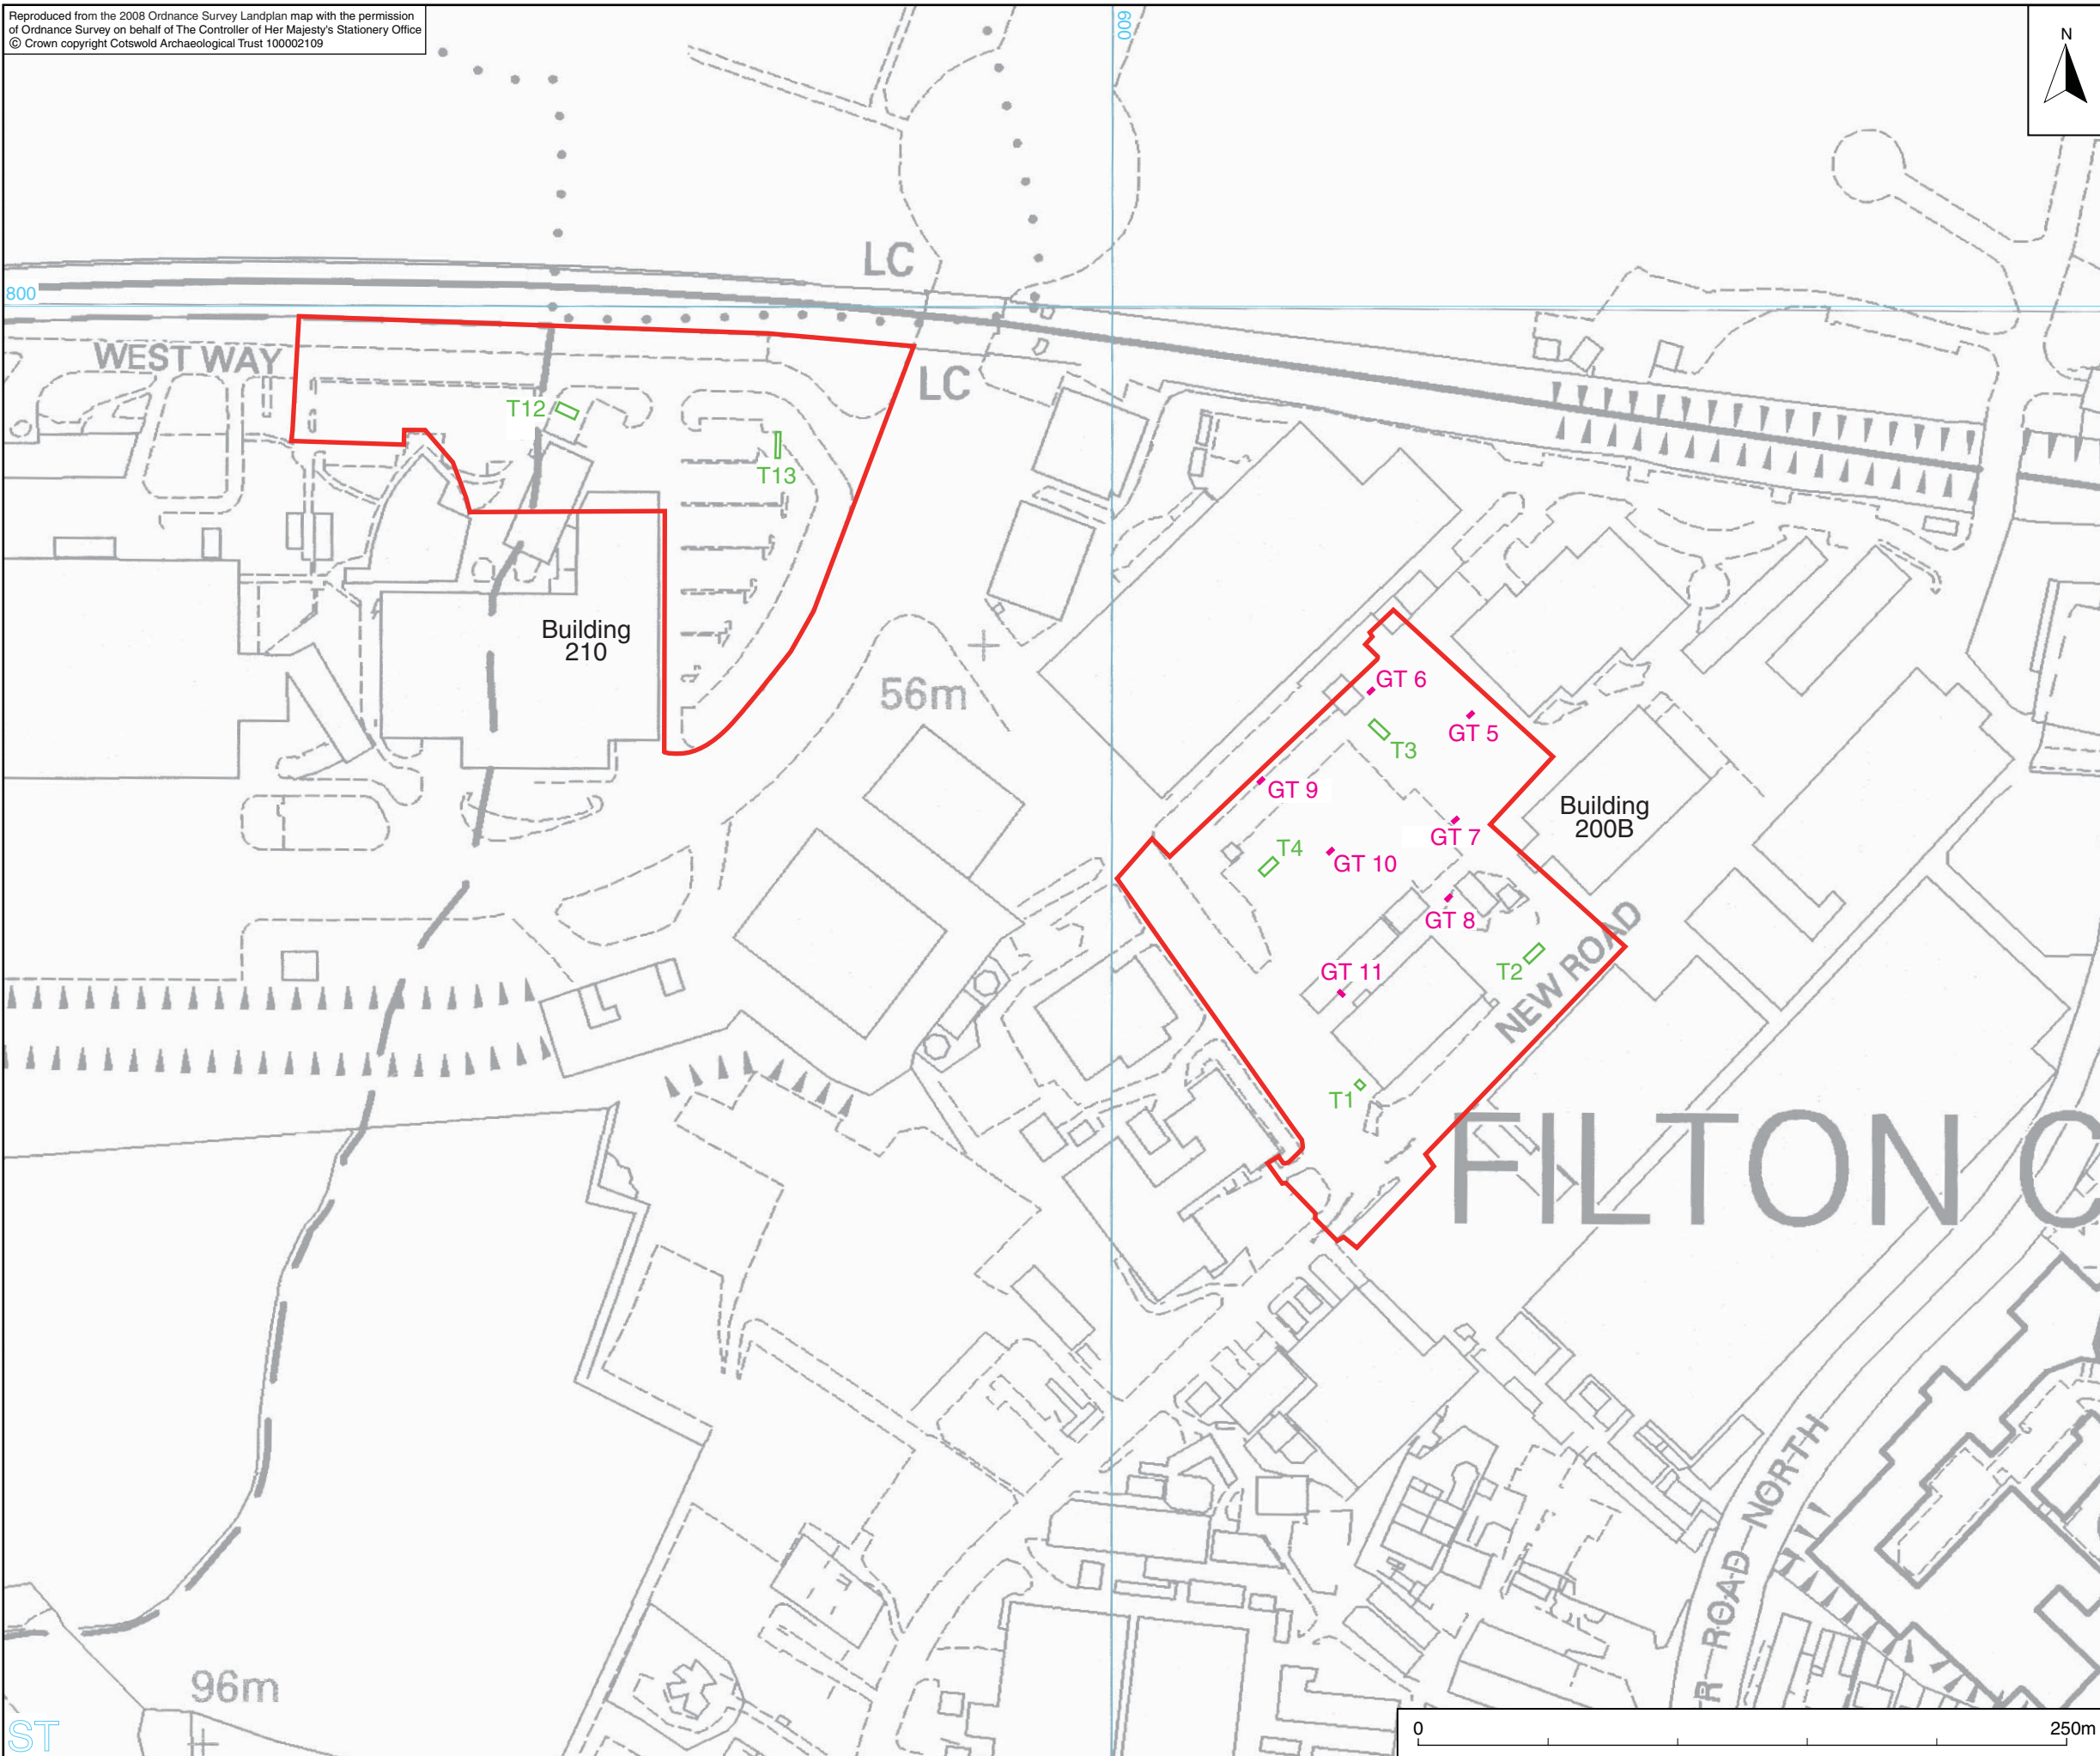 Reproduced from the 2008 Ordnance Survey Landplan map with the permission
of Ordnance Survey on behalf of The Controller of Her Majesty's Stationery Office
© Crown copyright Cotswold Archaeological Trust 100002109
600
N
LC
800
WEST WAY
LC
T12
T13
Building
210
56m
GT 6
GT 5
T3
GT 9
Building
200B
GT 7
T4
GT 10
GT 8
T2
NEW ROAD
GT 11
T1
FILTON C
R ROAD NORTH
96m
ST
0
250m